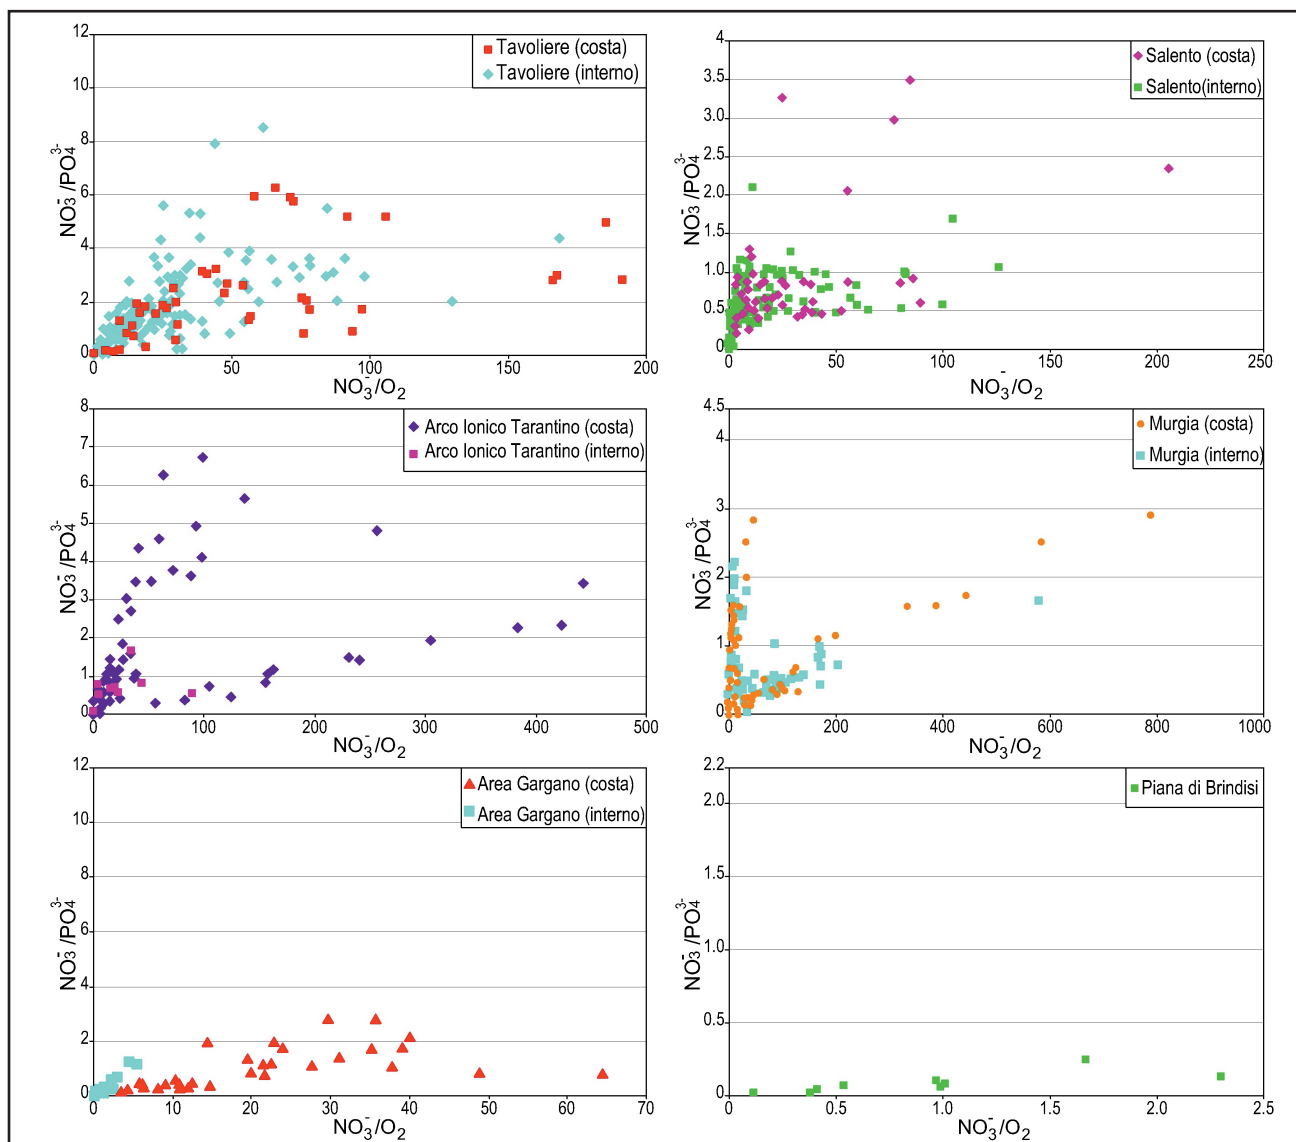 Tavoliere (costa)
Tavoliere (interno)
12
10
8
6
4
2
0
NO3-/PO43-
0 50 100 150 200
NO3-/O2
Salento (costa)
Salento(interno)
4
3.5
3.0
2.5
2.0
1.5
1.0
0.5
0
NO3-/PO43-
0 50 100 150 200 250
NO3-/O2
Arco Ionico Tarantino (costa)
Arco Ionico Tarantino (interno)
8
7
6
5
4
3
2
1
0
NO3-/PO43-
0 100 200 300 400 500
NO3-/O2
Murgia (costa)
Murgia (interno)
4.5
4
3
2
1
0
NO3-/PO43-
0 200 400 600 800 1000
NO3-/O2
Area Gargano (costa)
Area Gargano (interno)
12
10
8
6
4
2
0
NO3-/PO43-
0 10 20 30 40 50 60 70
NO3-/O2
Piana di Brindisi
2.2
2.0
1.5
1.0
0.5
0
NO3-/PO43-
0 0.5 1.0 1.5 2.0 2.5
NO3-/O2